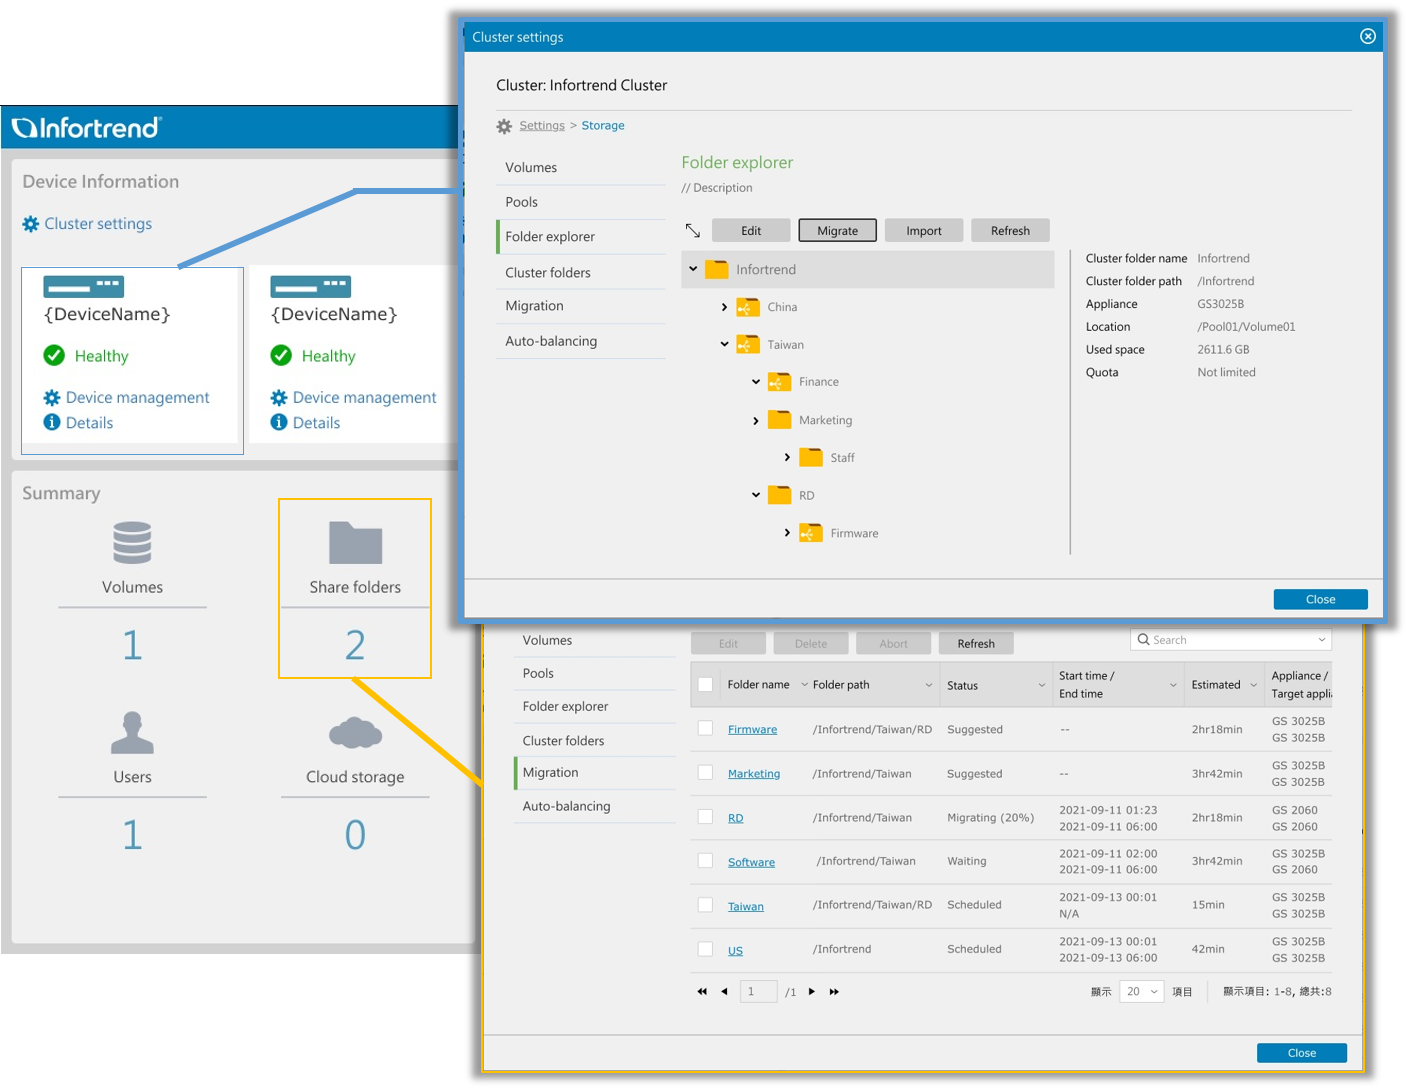 Infortrend
Device Information
Cluster settings
{DeviceName}
Healthy
Device management
Details
{DeviceName}
Healthy
Device management
Details
Summary
Volumes
1
Share folders
2
Users
1
Cloud storage
0
Cluster settings
Cluster: Infortrend Cluster
Settings > Storage
Volumes
Pools
Folder explorer
Cluster folders
Migration
Auto-balancing
Folder explorer
// Description
Edit Migrate Import Refresh
Infortrend
China
Taiwan
Finance
Marketing
Staff
RD
Firmware
Cluster folder name Infortrend
Cluster folder path /Infortrend
Appliance GS3025B
Location /Pool01/Volume01
Used space 2611.6 GB
Quota Not limited
Close
Volumes
Pools
Folder explorer
Cluster folders
Migration
Auto-balancing
Edit Delete Abort Refresh Search
Folder name Folder path Status Start time / End time Estimated Appliance / Target applia
Firmware /Infortrend/Taiwan/RD Suggested -- 2hr18min GS 3025B GS 3025B
Marketing /Infortrend/Taiwan Suggested -- 3hr42min GS 3025B GS 3025B
RD /Infortrend/Taiwan Migrating (20%) 2021-09-11 01:23 2021-09-11 06:00 2hr18min GS 2060 GS 2060
Software /Infortrend/Taiwan Waiting 2021-09-11 02:00 2021-09-11 06:00 3hr42min GS 3025B GS 2060
Taiwan /Infortrend/Taiwan/RD Scheduled 2021-09-13 00:01 N/A 15min GS 3025B GS 3025B
US /Infortrend Scheduled 2021-09-13 00:01 2021-09-13 06:00 42min GS 3025B GS 3025B
1 /1 顯示 20 項目 顯示項目: 1-8, 總共:8
Close